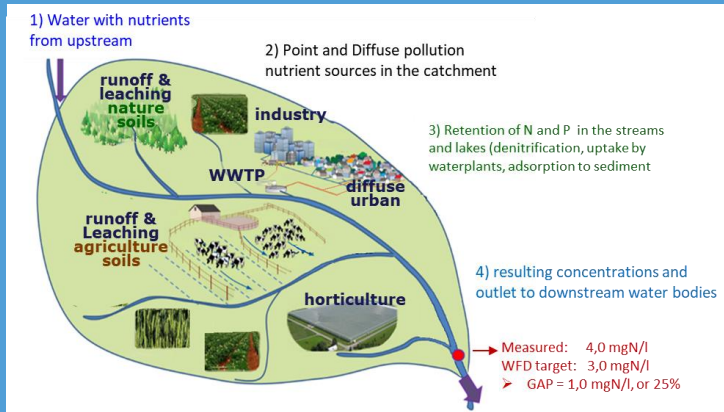 1) Water with nutrients
from upstream
2) Point and Diffuse pollution
nutrient sources in the catchment
runoff &
leaching
nature
soils
industry
WWTP
diffuse
urban
3) Retention of N and P in the streams
and lakes (denitrification, uptake by
waterplants, adsorption to sediment
runoff &
Leaching
agriculture
soils
horticulture
4) resulting concentrations and
outlet to downstream water bodies
Measured: 4,0 mgN/l
WFD target: 3,0 mgN/l
➢ GAP = 1,0 mgN/l, or 25%